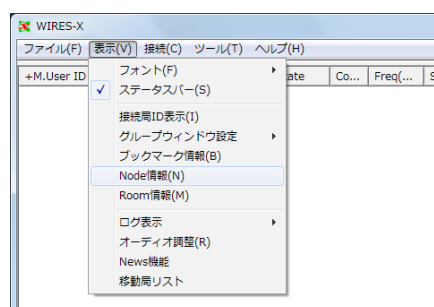 WIRES-X
ファイル(F) 表示(V) 接続(C) ツール(T) ヘルプ(H)
+M.User ID ate Co... Freq(... S
フォント(F)
ステータスバー(S)
接続局ID表示(I)
グループウィンドウ設定
ブックマーク情報(B)
Node情報(N)
Room情報(M)
ログ表示
オーディオ調整(R)
News機能
移動局リスト